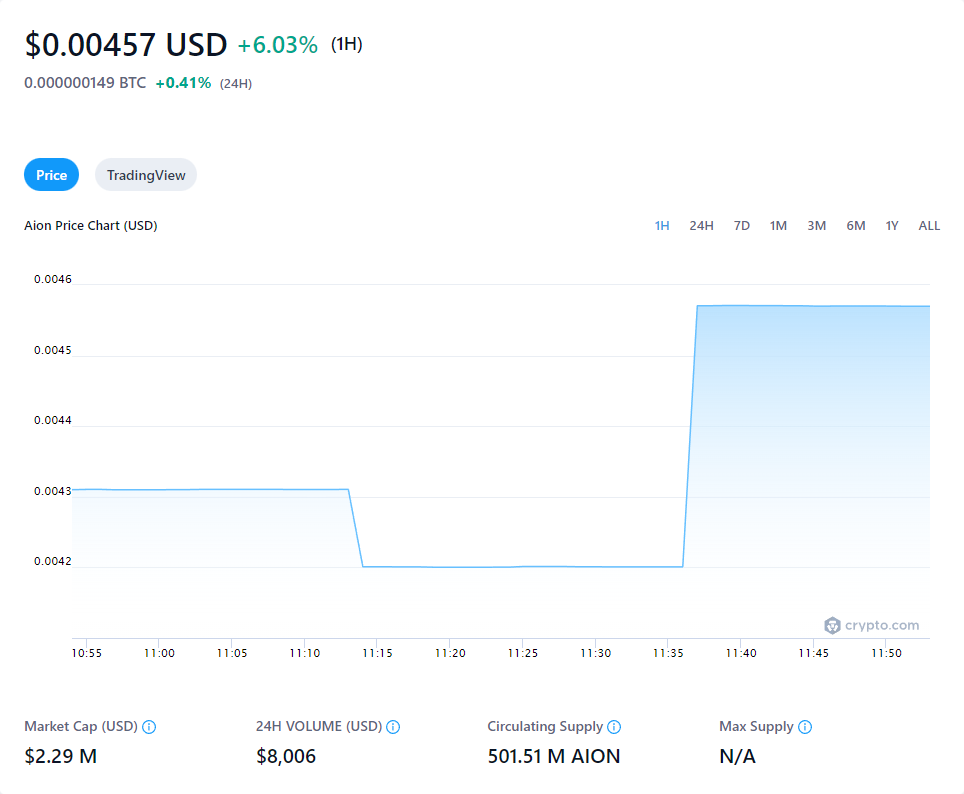 $0.00457 USD +6.03% (1H)
0.000000149 BTC +0.41% (24H)
Price TradingView
Aion Price Chart (USD) 1H 24H 7D 1M 3M 6M 1Y ALL
0.0046
0.0045
0.0044
0.0043
0.0042
crypto.com
10:55 11:00 11:05 11:10 11:15 11:20 11:25 11:30 11:35 11:40 11:45 11:50
Market Cap (USD) 24H VOLUME (USD) Circulating Supply Max Supply
$2.29 M $8,006 501.51 M AION N/A